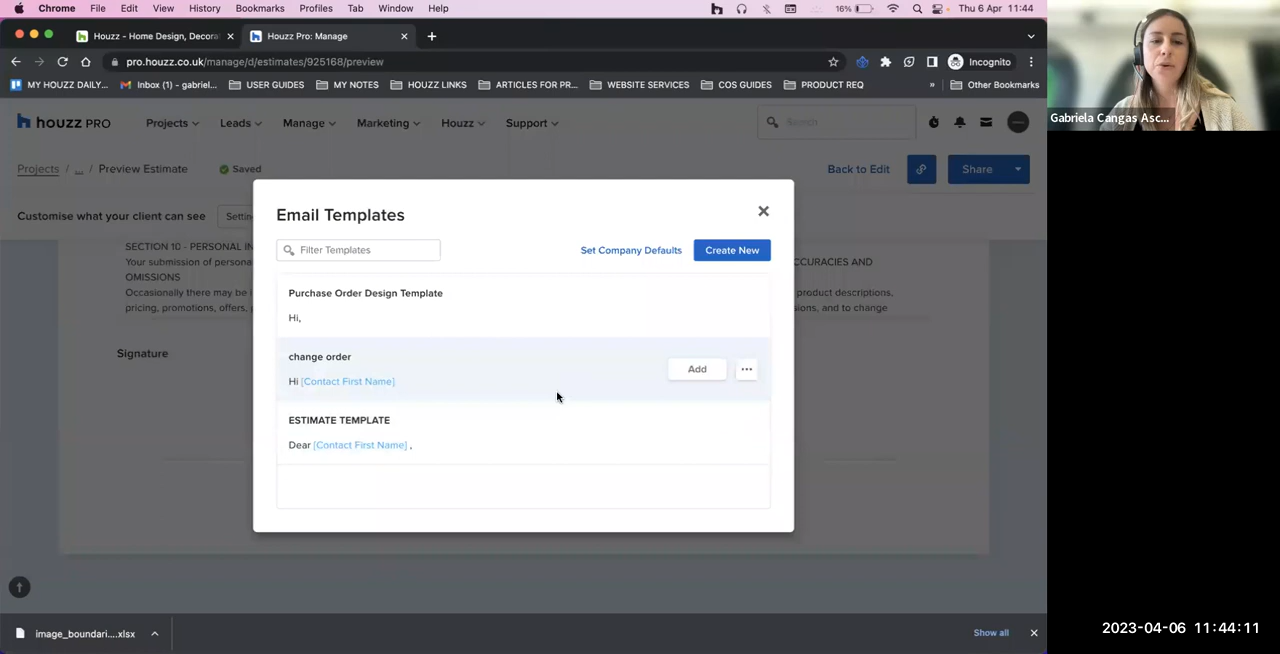 Chrome File Edit View History Bookmarks Profiles Tab Window Help 16% Thu 6 Apr 11:44
Houzz - Home Design, Decora Houzz Pro: Manage
pro.houzz.co.uk/manage/d/estimates/925168/preview Incognito
MY HOUZZ DAILY... Inbox (1) - gabriel... USER GUIDES MY NOTES HOUZZ LINKS ARTICLES FOR PR... WEBSITE SERVICES COS GUIDES PRODUCT REQ » Other Bookmarks
houzz PRO Projects Leads Manage Marketing Houzz Support Search
Projects / ... / Preview Estimate Saved Back to Edit Share
Customise what your client can see Settin
SECTION 10 - PERSONAL IN
Your submission of persona CCURACIES AND
OMISSIONS
Occasionally there may be i product descriptions,
pricing, promotions, offers, ions, and to change
Signature
Email Templates
Filter Templates Set Company Defaults Create New
Purchase Order Design Template
Hi,
change order
Hi [Contact First Name]
Add ...
ESTIMATE TEMPLATE
Dear [Contact First Name] ,
image_boundari....xlsx Show all
Gabriela Cangas Asc...
2023-04-06 11:44:11